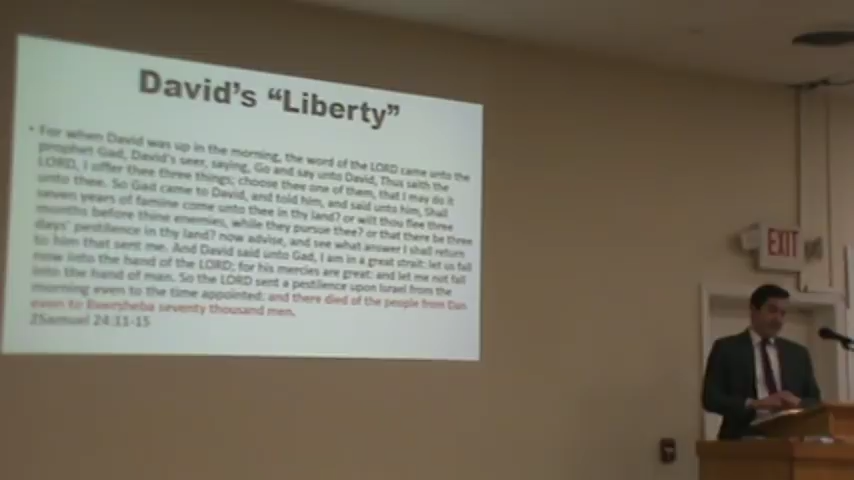 David's "Liberty"
• For when David was up in the morning, the word of the LORD came unto the
prophet Gad, David's seer, saying, Go and say unto David, Thus saith the
LORD, I offer thee three things; choose thee one of them, that I may do it
unto thee. So Gad came to David, and told him, and said unto him, Shall
seven years of famine come unto thee in thy land? or wilt thou flee three
months before thine enemies, while they pursue thee? or that there be three
days' pestilence in thy land? now advise, and see what answer I shall return
to him that sent me. And David said unto Gad, I am in a great strait: let us fall
now into the hand of the LORD; for his mercies are great: and let me not fall
into the hand of man. So the LORD sent a pestilence upon Israel from the
morning even to the time appointed: and there died of the people from Dan
even to Beersheba seventy thousand men.
2Samuel 24:11-15
EXIT